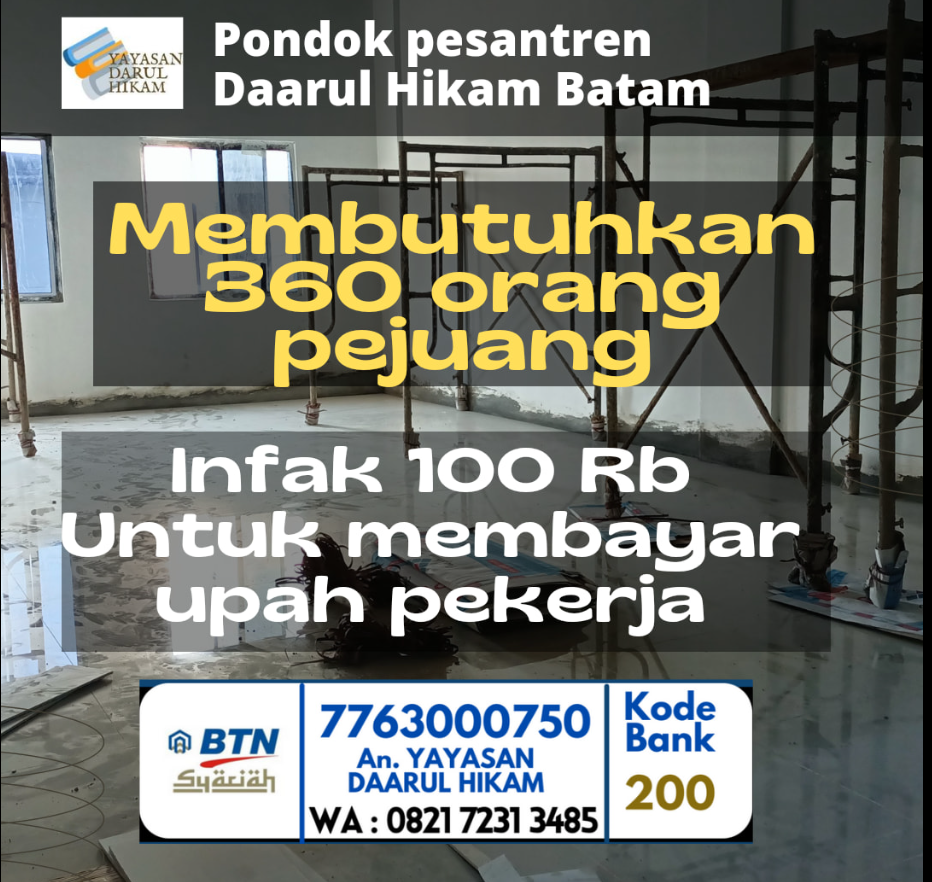 YAYASAN
DARUL
HIKAM
Pondok pesantren
Daarul Hikam Batam
Membutuhkan
360 orang
pejuang
Infak 100 Rb
Untuk membayar
upah pekerja
BTN
Syariah
7763000750
An. YAYASAN
DAARUL HIKAM
WA : 0821 7231 3485
Kode
Bank
200